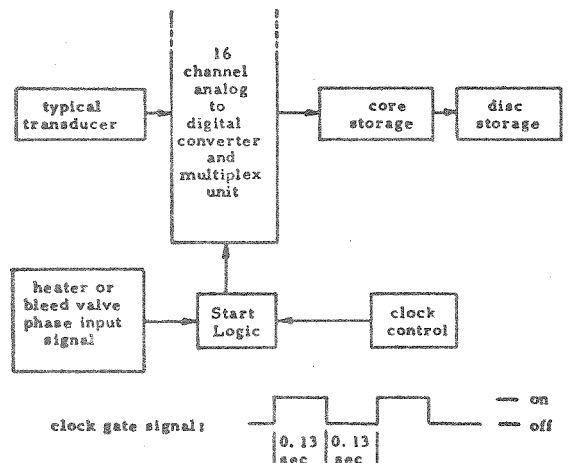 16
channel
analog
to
digital
converter
and
multiplex
unit
typical
transducer
core
storage
disc
storage
heater or
bleed valve
phase input
signal
Start
Logic
clock
control
clock gate signal:
on
off
0.13
sec
0.13
sec